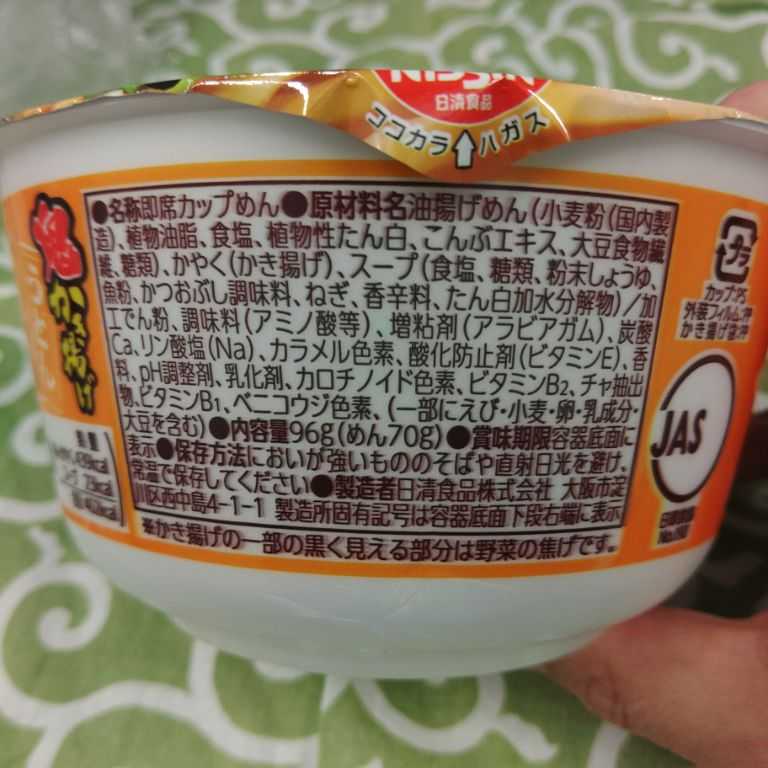 NISSIN
日清食品
ココカラ ハガス
かき揚げ
●名称即席カップめん●原材料名油揚げめん(小麦粉(国内製
造)、植物油脂、食塩、植物性たん白、こんぶエキス、大豆食物繊
維、糖類)、かやく(かき揚げ)、スープ(食塩、糖類、粉末しょうゆ、
魚粉、かつおぶし調味料、ねぎ、香辛料、たん白加水分解物)/加
工でん粉、調味料(アミノ酸等)、増粘剤(アラビアガム)、炭酸
Ca、リン酸塩(Na)、カラメル色素、酸化防止剤(ビタミンE)、香
料、pH調整剤、乳化剤、カロチノイド色素、ビタミンB₂、チャ抽出
物、ビタミンB₁、ベニコウジ色素、(一部にえび・小麦・卵・乳成分・
大豆を含む)●内容量96g(めん70g)●賞味期限容器底面に
表示●保存方法においが強いもののそばや直射日光を避け、
常温で保存してください●製造者日清食品株式会社 大阪市淀
川区西中島4-1-1 製造所固有記号は容器底面下段右端に表示
※かき揚げの一部の黒く見える部分は野菜の焦げです。
プラ
カップ:PS
外装フィルム:PP
かき揚げ袋:PP
JAS